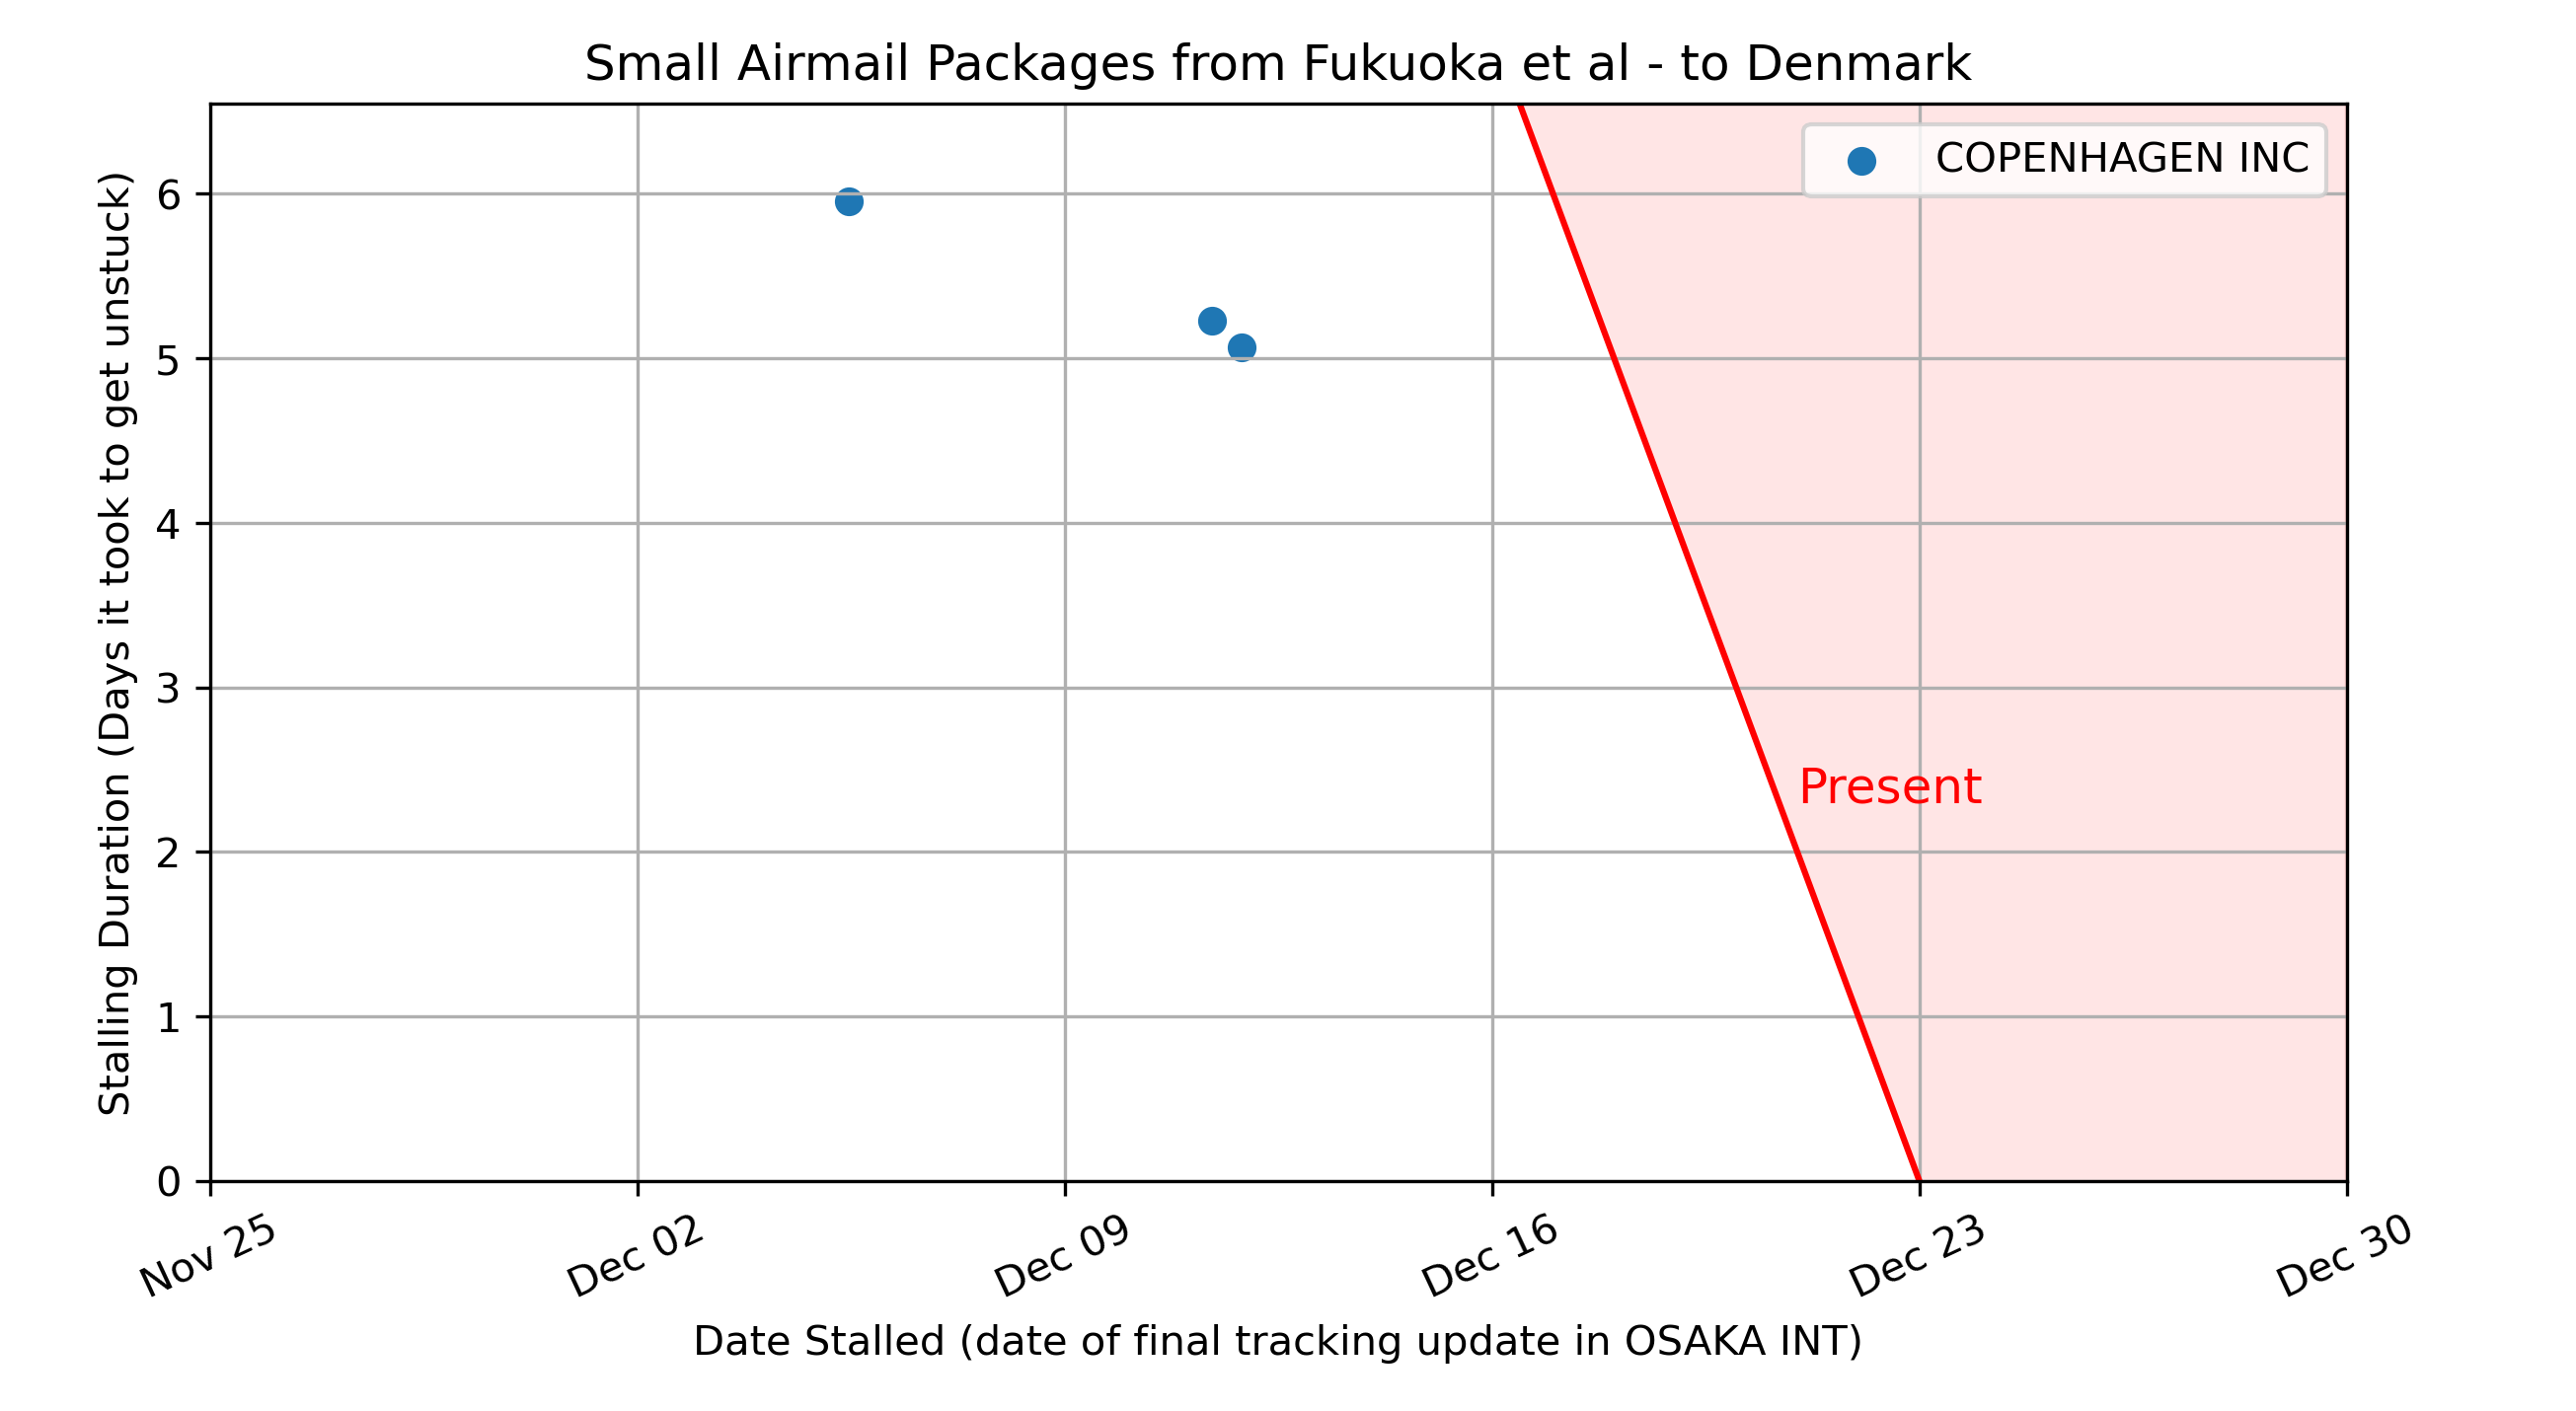 Small Airmail Packages from Fukuoka et al - to Denmark
COPENHAGEN INC
Stalling Duration (Days it took to get unstuck)
6
5
4
3
2
1
0
Present
Nov 25
Dec 02
Dec 09
Dec 16
Dec 23
Dec 30
Date Stalled (date of final tracking update in OSAKA INT)